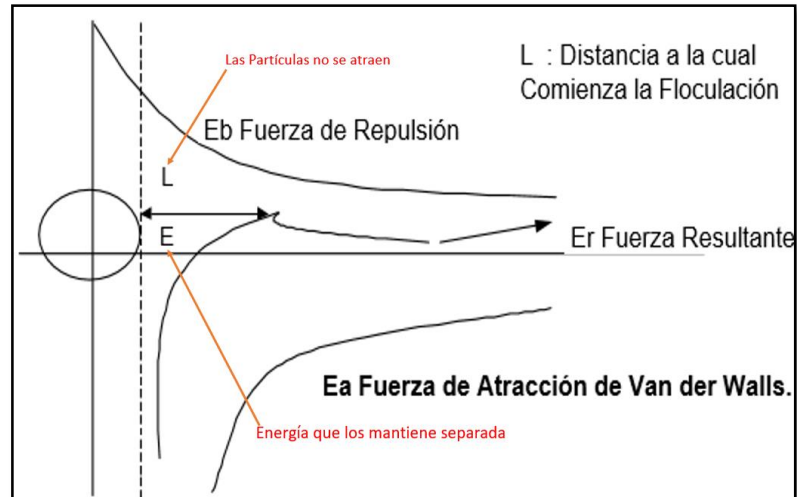 Las Partículas no se atraen
L : Distancia a la cual
Comienza la Floculación
Eb Fuerza de Repulsión
L
E
Er Fuerza Resultante
Ea Fuerza de Atracción de Van der Walls.
Energía que los mantiene separada